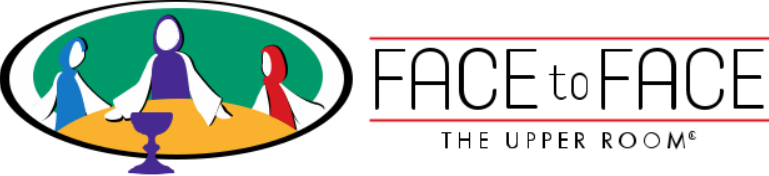 FACE to FACE
THE UPPER ROOM